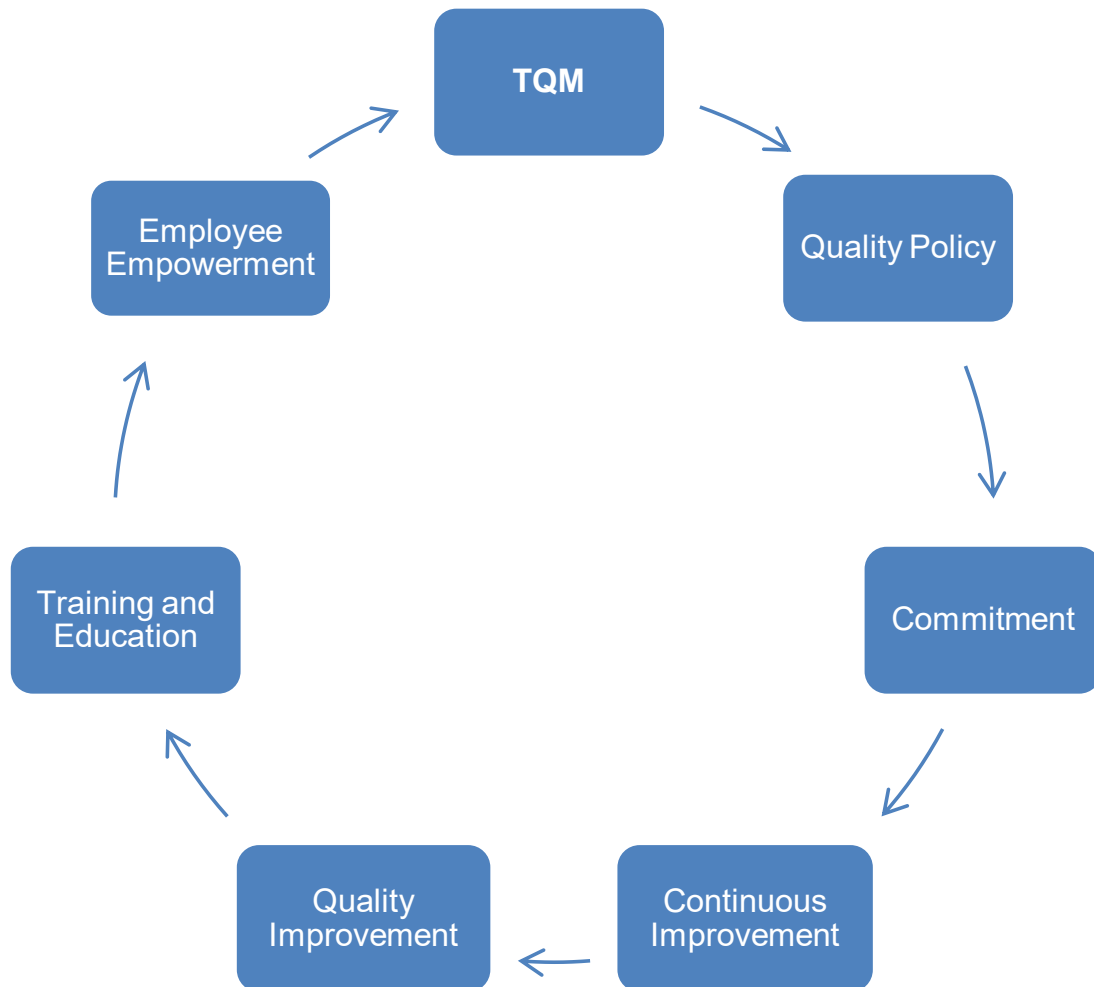 TQM
Quality Policy
Commitment
Continuous
Improvement
Quality
Improvement
Training and
Education
Employee
Empowerment